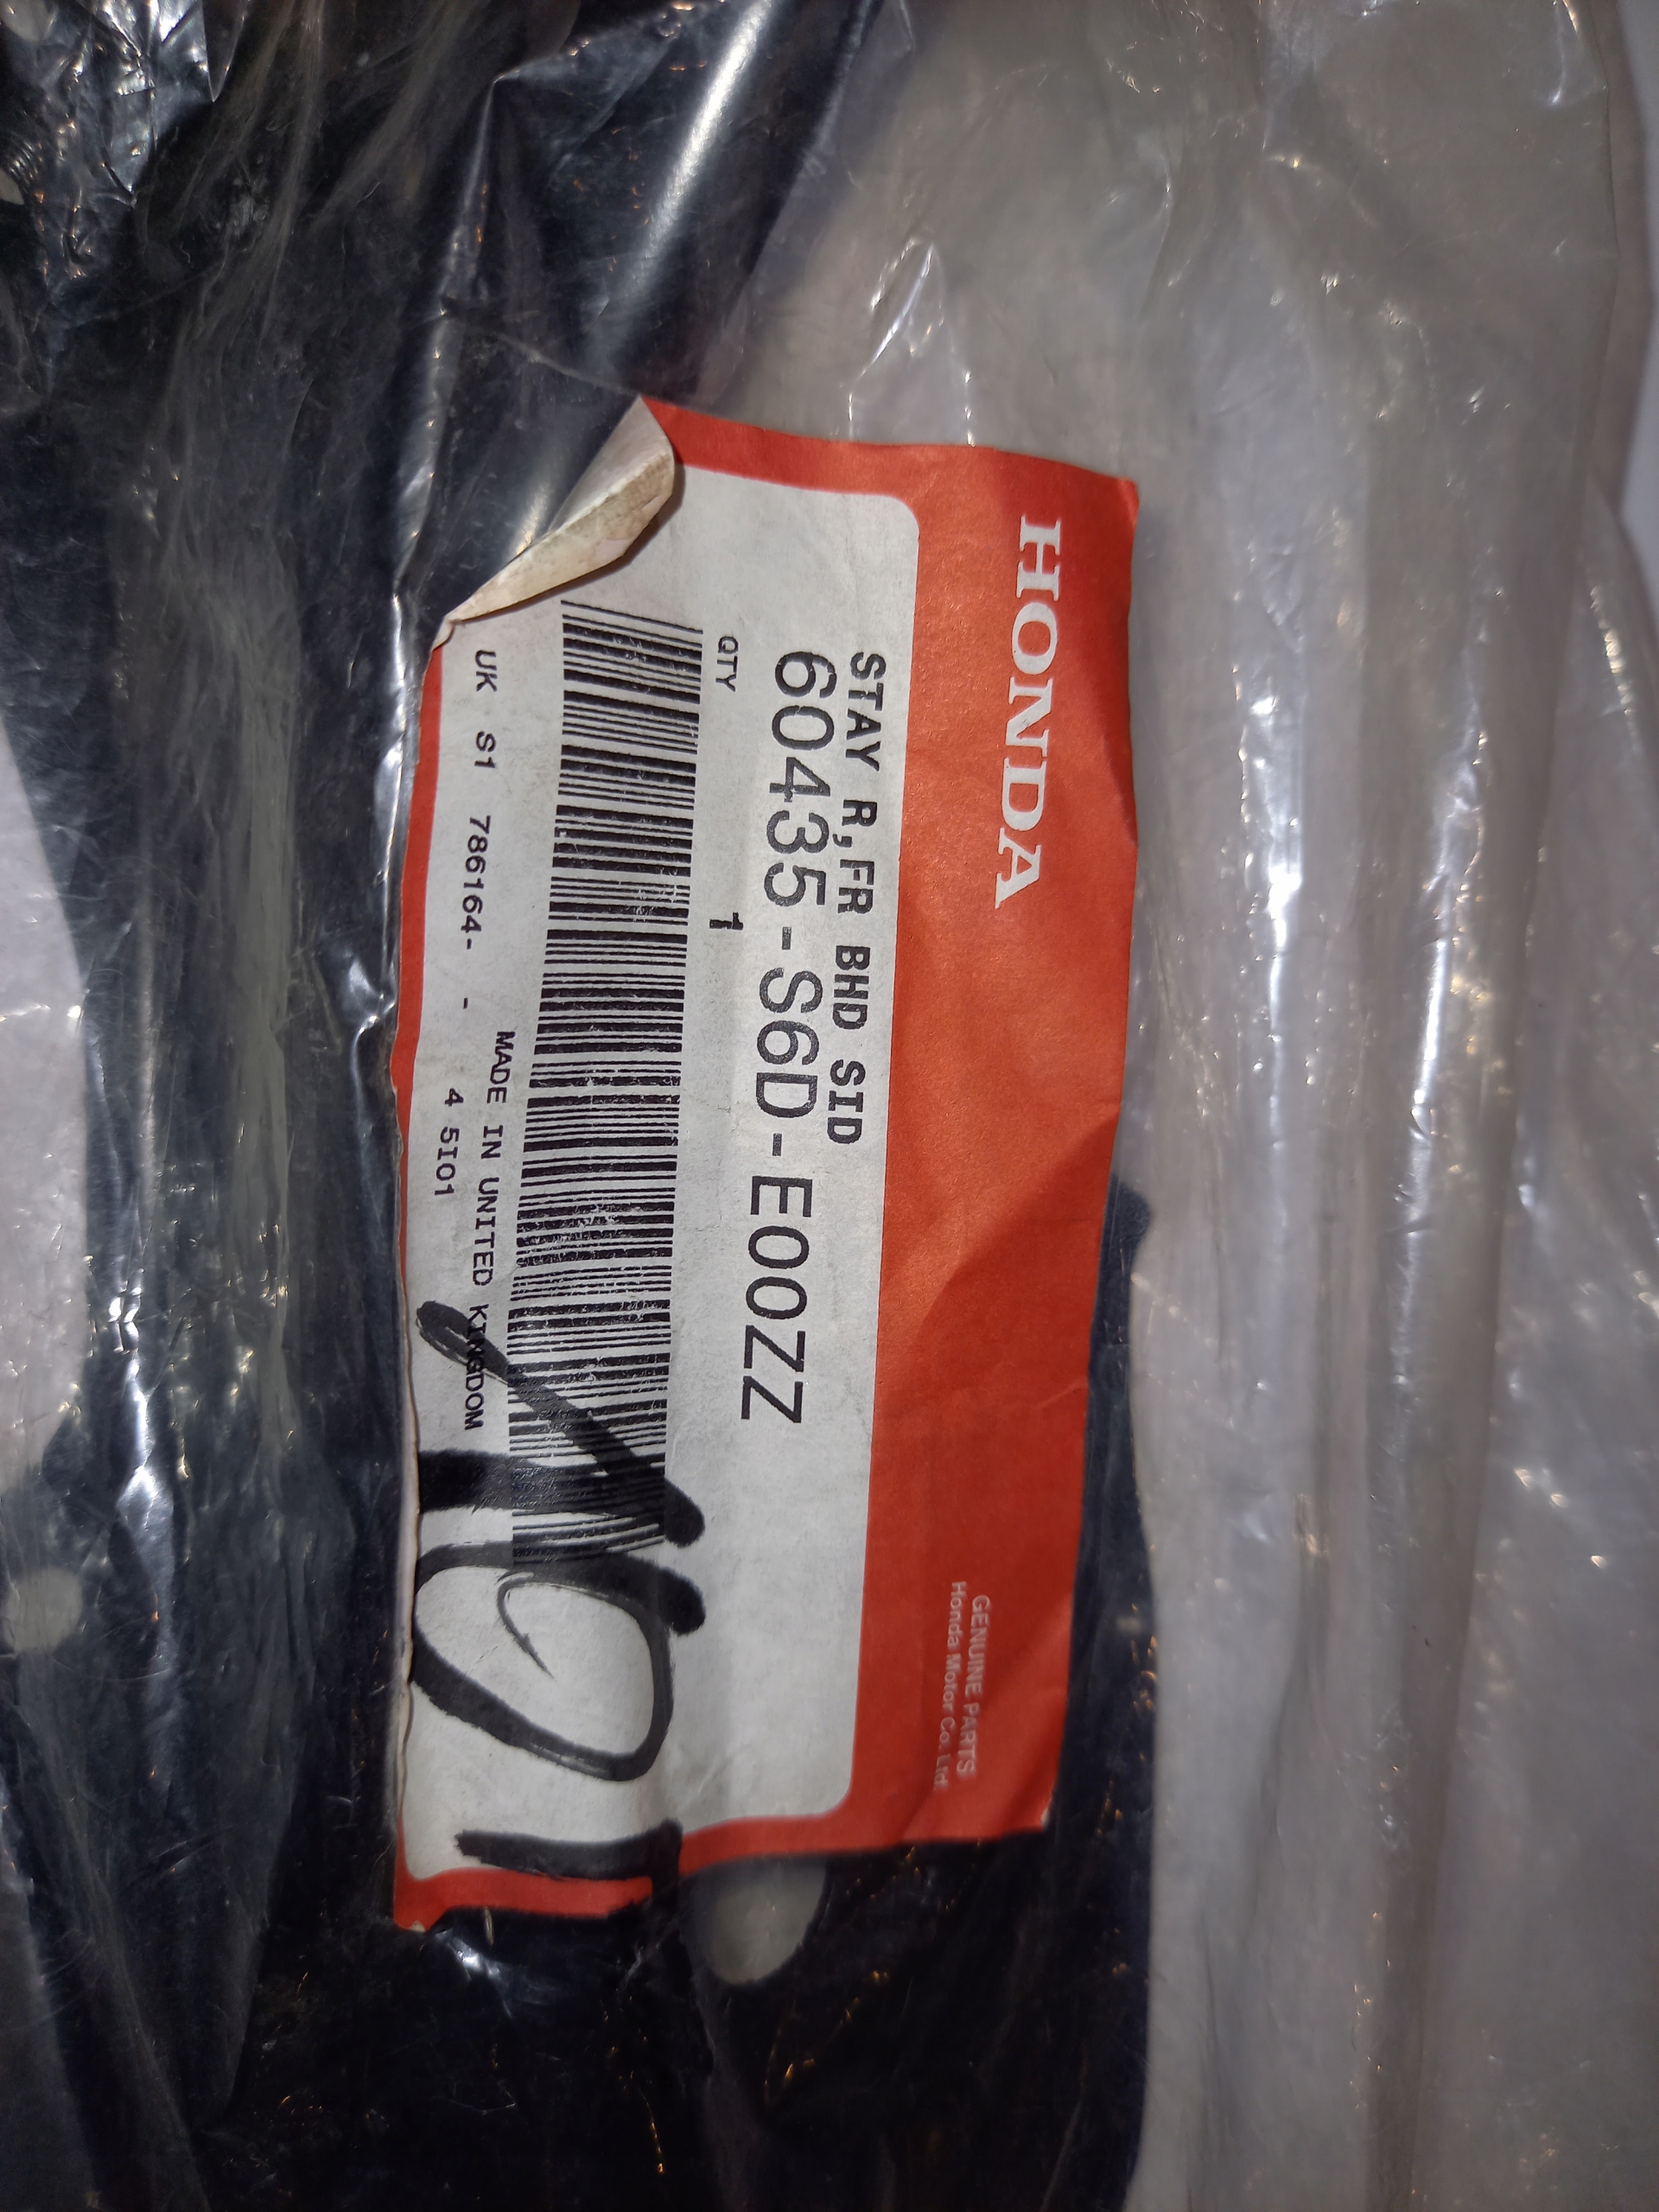 HONDA
GENUINE PARTS
Honda Motor Co., Ltd.
STAY R,FR BHD SID
60435-S6D-E00ZZ
QTY 1
MADE IN UNITED KINGDOM
UK S1 786164- - 4 5I01